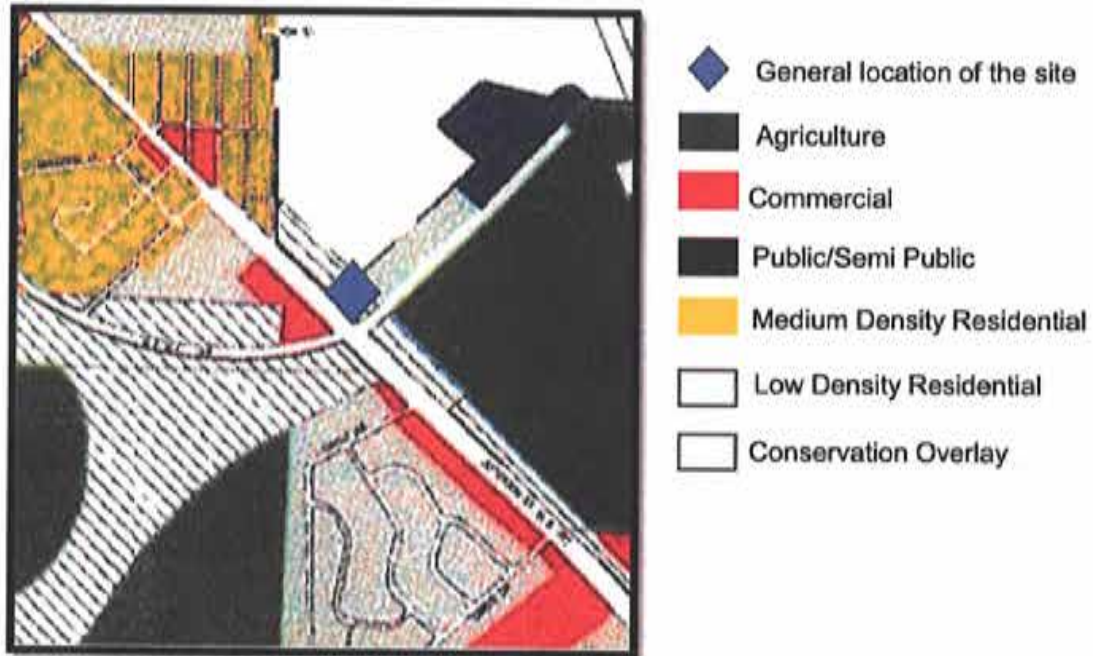 General location of the site
Agriculture
Commercial
Public/Semi Public
Medium Density Residential
Low Density Residential
Conservation Overlay